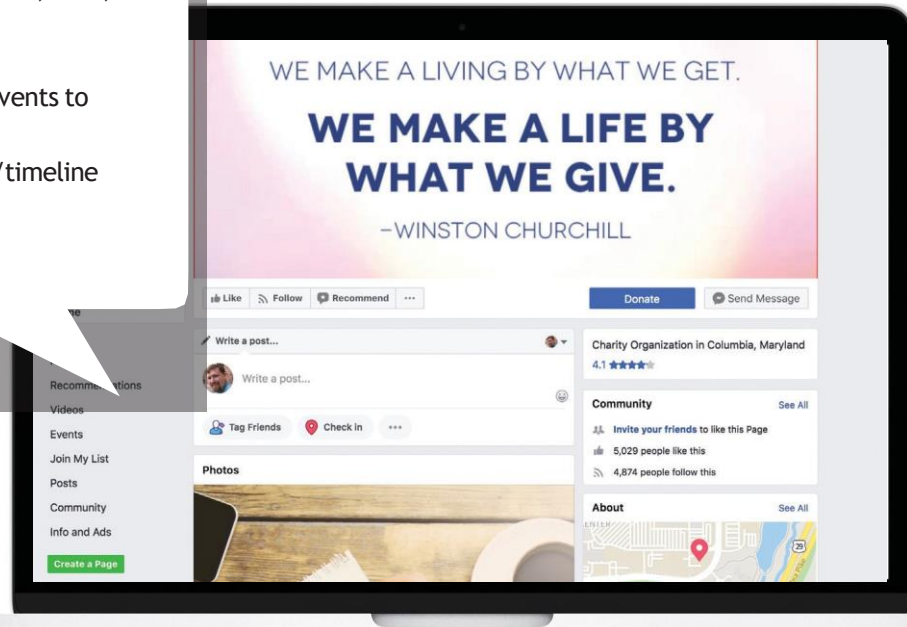 vents to
/timeline
WE MAKE A LIVING BY WHAT WE GET.
WE MAKE A LIFE BY
WHAT WE GIVE.
–WINSTON CHURCHILL
Like Follow Recommend ...
Donate Send Message
Recommendations
Videos
Events
Join My List
Posts
Community
Info and Ads
Create a Page
Write a post...
Write a post...
Tag Friends Check in ...
Photos
Charity Organization in Columbia, Maryland
4.1
Community See All
Invite your friends to like this Page
5,029 people like this
4,874 people follow this
About See All
29